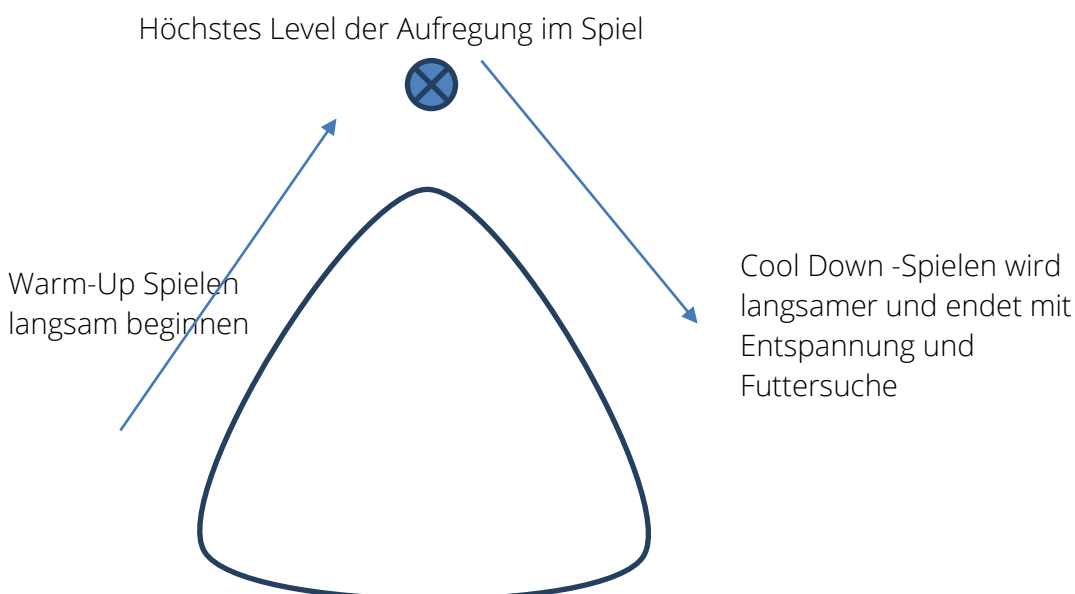 Höchstes Level der Aufregung im Spiel
Warm-Up Spielen
langsam beginnen
Cool Down -Spielen wird
langsamer und endet mit
Entspannung und
Futtersuche